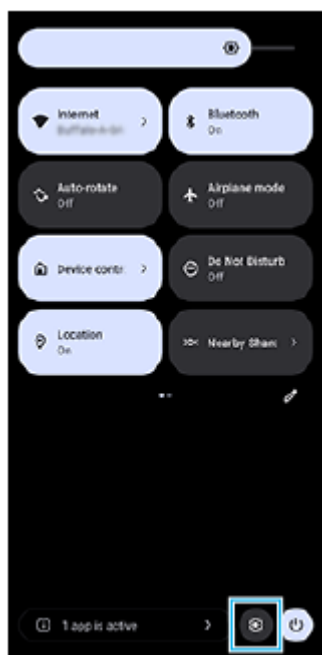 Internet
Bluetooth
On
Auto-rotate
Off
Airplane mode
Off
Device contr
Do Not Disturb
Off
Location
On
Nearby Shar
1 app is active